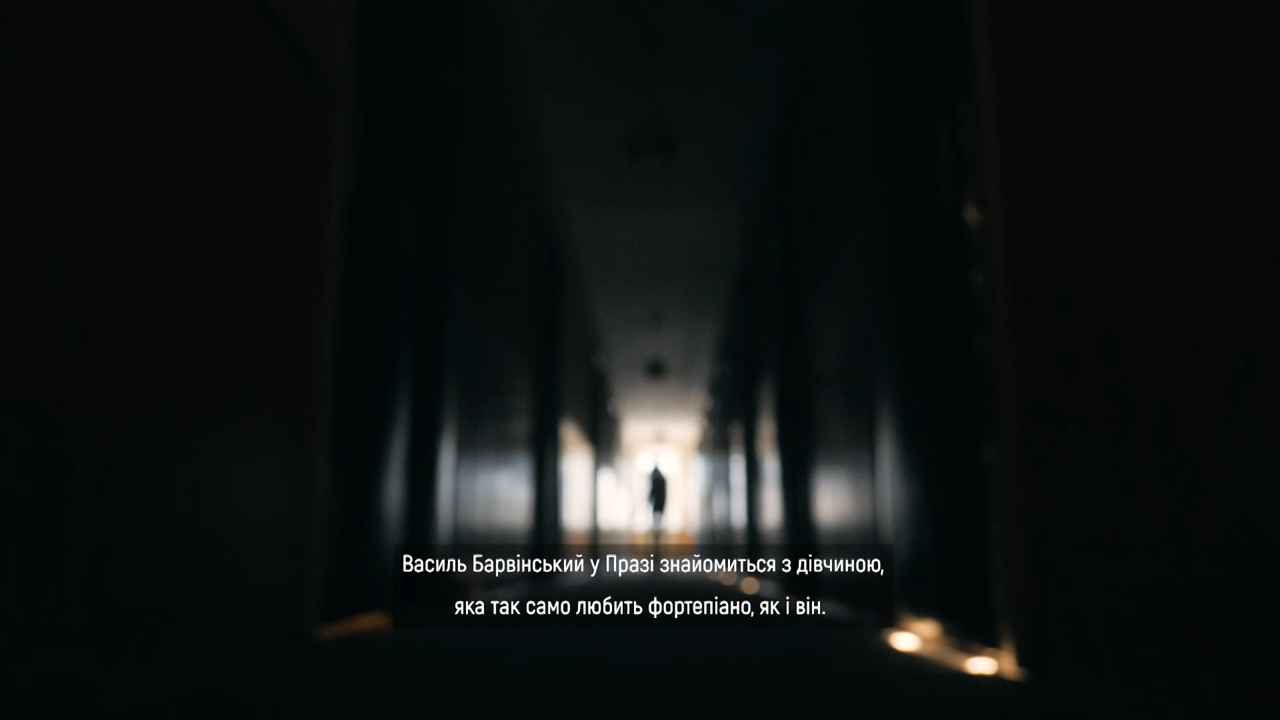 Василь Барвінський у Празі знайомиться з дівчиною,
яка так само любить фортепіано, як і він.